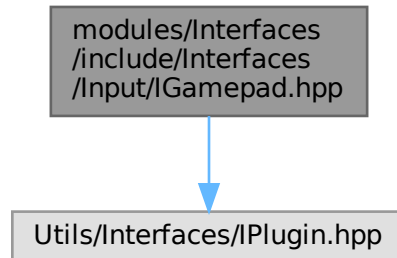 modules/Interfaces
/include/Interfaces
/Input/IGamepad.hpp
Utils/Interfaces/IPlugin.hpp